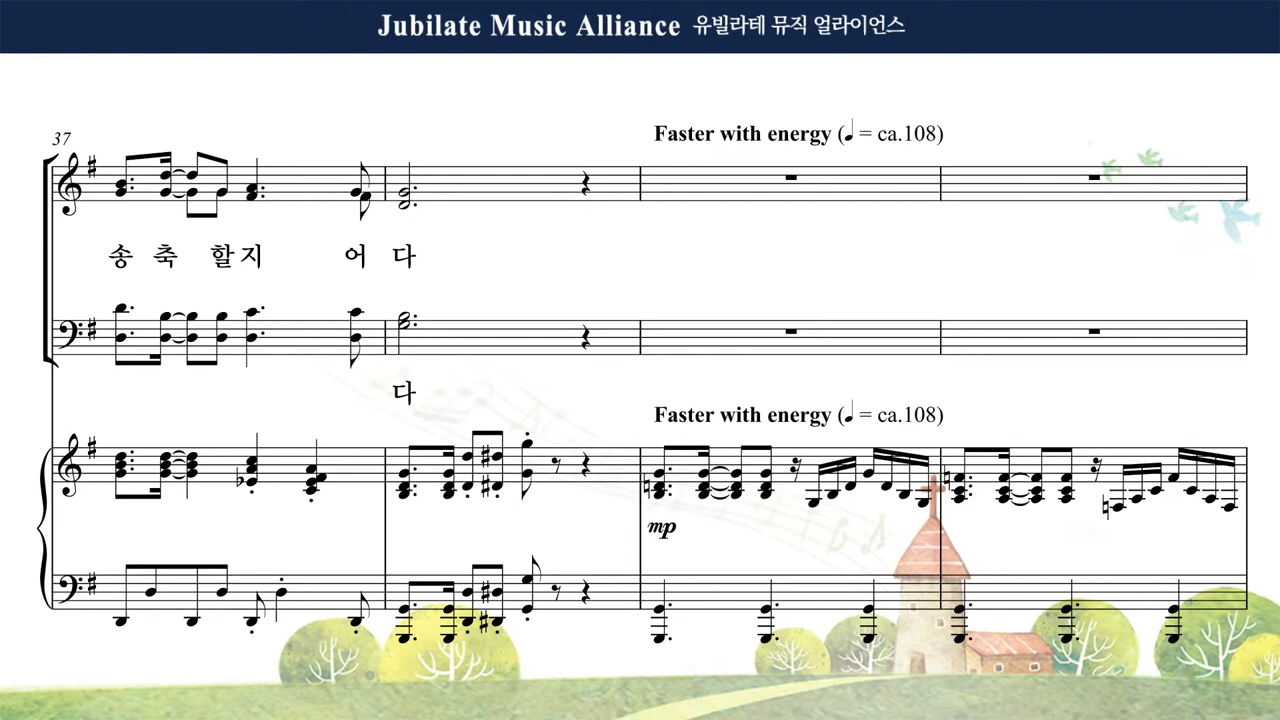 Jubilate Music Alliance 유빌라테 뮤직 얼라이언스
37
Faster with energy (♩ = ca.108)
송 축 할 지 어 다
다
Faster with energy (♩ = ca.108)
mp